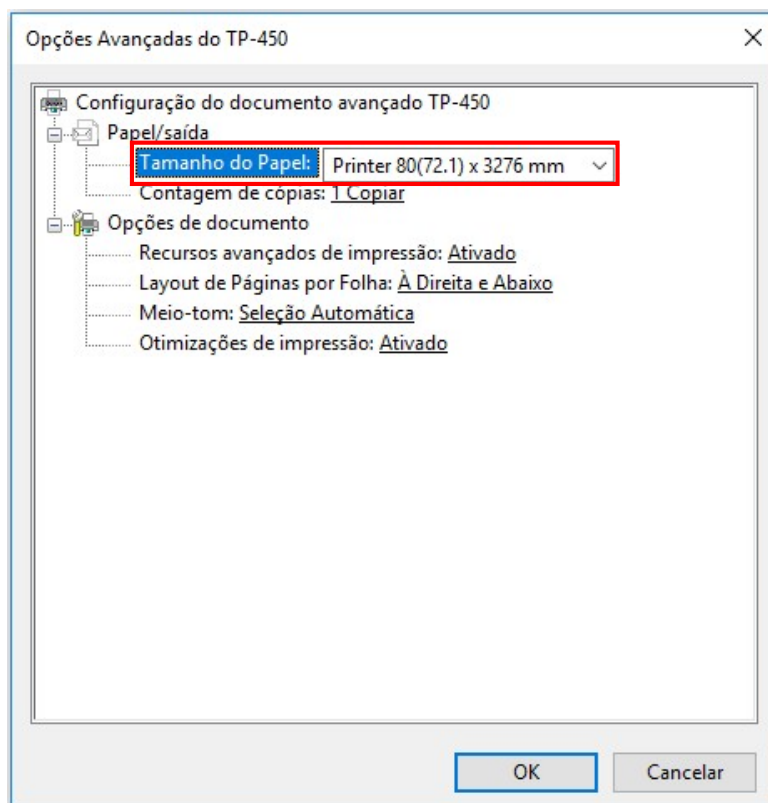 Opções Avançadas do TP-450
Configuração do documento avançado TP-450
Papel/saída
Tamanho do Papel: Printer 80(72.1) x 3276 mm
Contagem de cópias: 1 Copiar
Opções de documento
Recursos avançados de impressão: Ativado
Layout de Páginas por Folha: À Direita e Abaixo
Meio-tom: Seleção Automática
Otimizações de impressão: Ativado
OK Cancelar